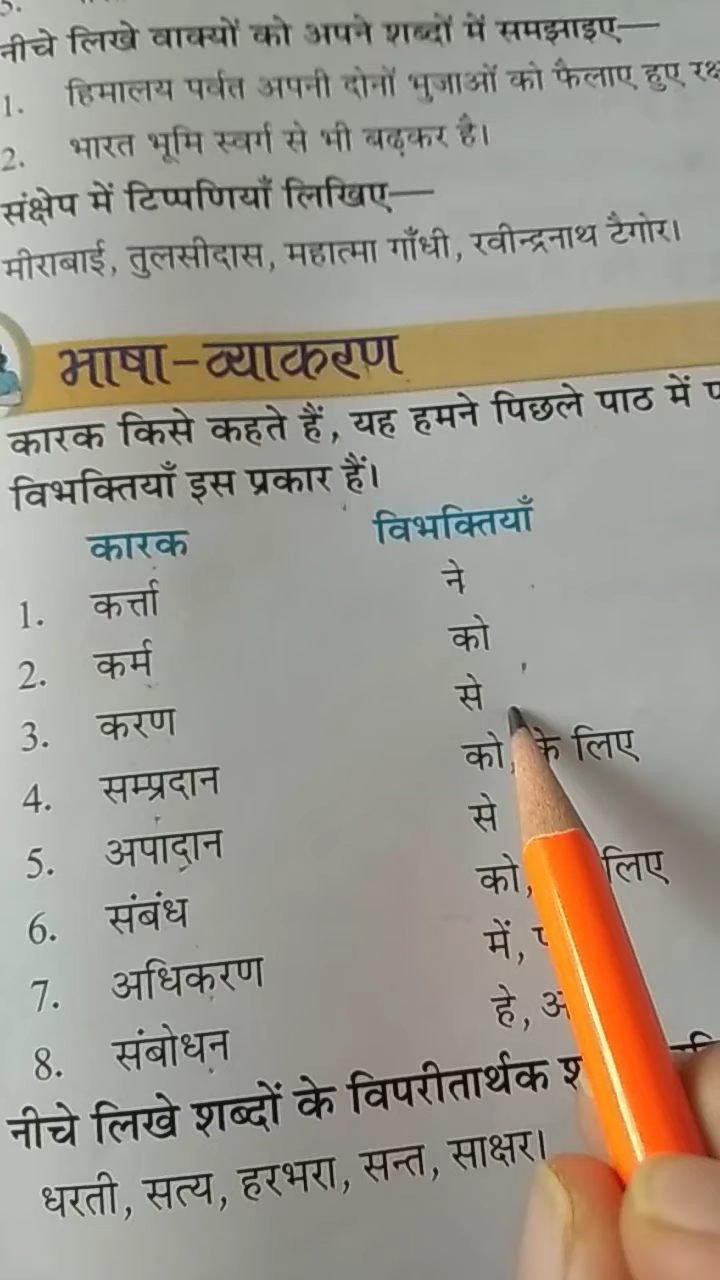 नीचे लिखे वाक्यों को अपने शब्दों में समझाइए—
1. हिमालय पर्वत अपनी दोनों भुजाओं को फैलाए हुए
2. भारत भूमि स्वर्ग से भी बढ़कर है।
संक्षेप में टिप्पणियाँ लिखिए—
मीराबाई, तुलसीदास, महात्मा गाँधी, रवीन्द्रनाथ टैगोर।
भाषा-व्याकरण
कारक किसे कहते हैं, यह हमने पिछले पाठ में
विभक्तियाँ इस प्रकार हैं।
कारक विभक्तियाँ
1. कर्त्ता ने
2. कर्म को
3. करण से
4. सम्प्रदान को, के लिए
5. अपादान से
6. संबंध को, लिए
7. अधिकरण में,
8. संबोधन हे,
नीचे लिखे शब्दों के विपरीतार्थक
धरती, सत्य, हरभरा, सन्त, साक्षर।